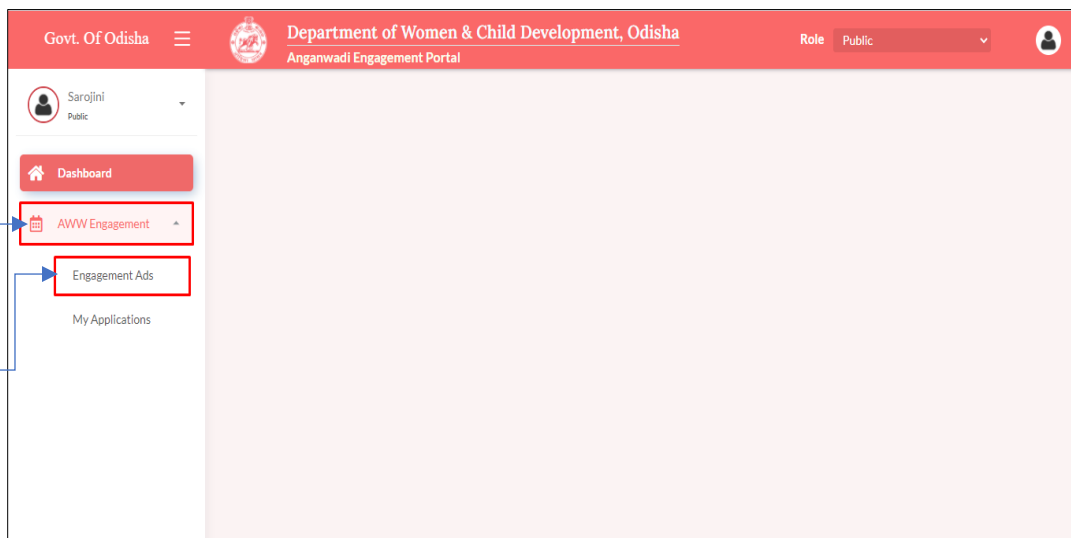 Govt. Of Odisha
Department of Women & Child Development, Odisha
Anganwadi Engagement Portal
Role Public
Sarojini
Public
Dashboard
AWW Engagement
Engagement Ads
My Applications